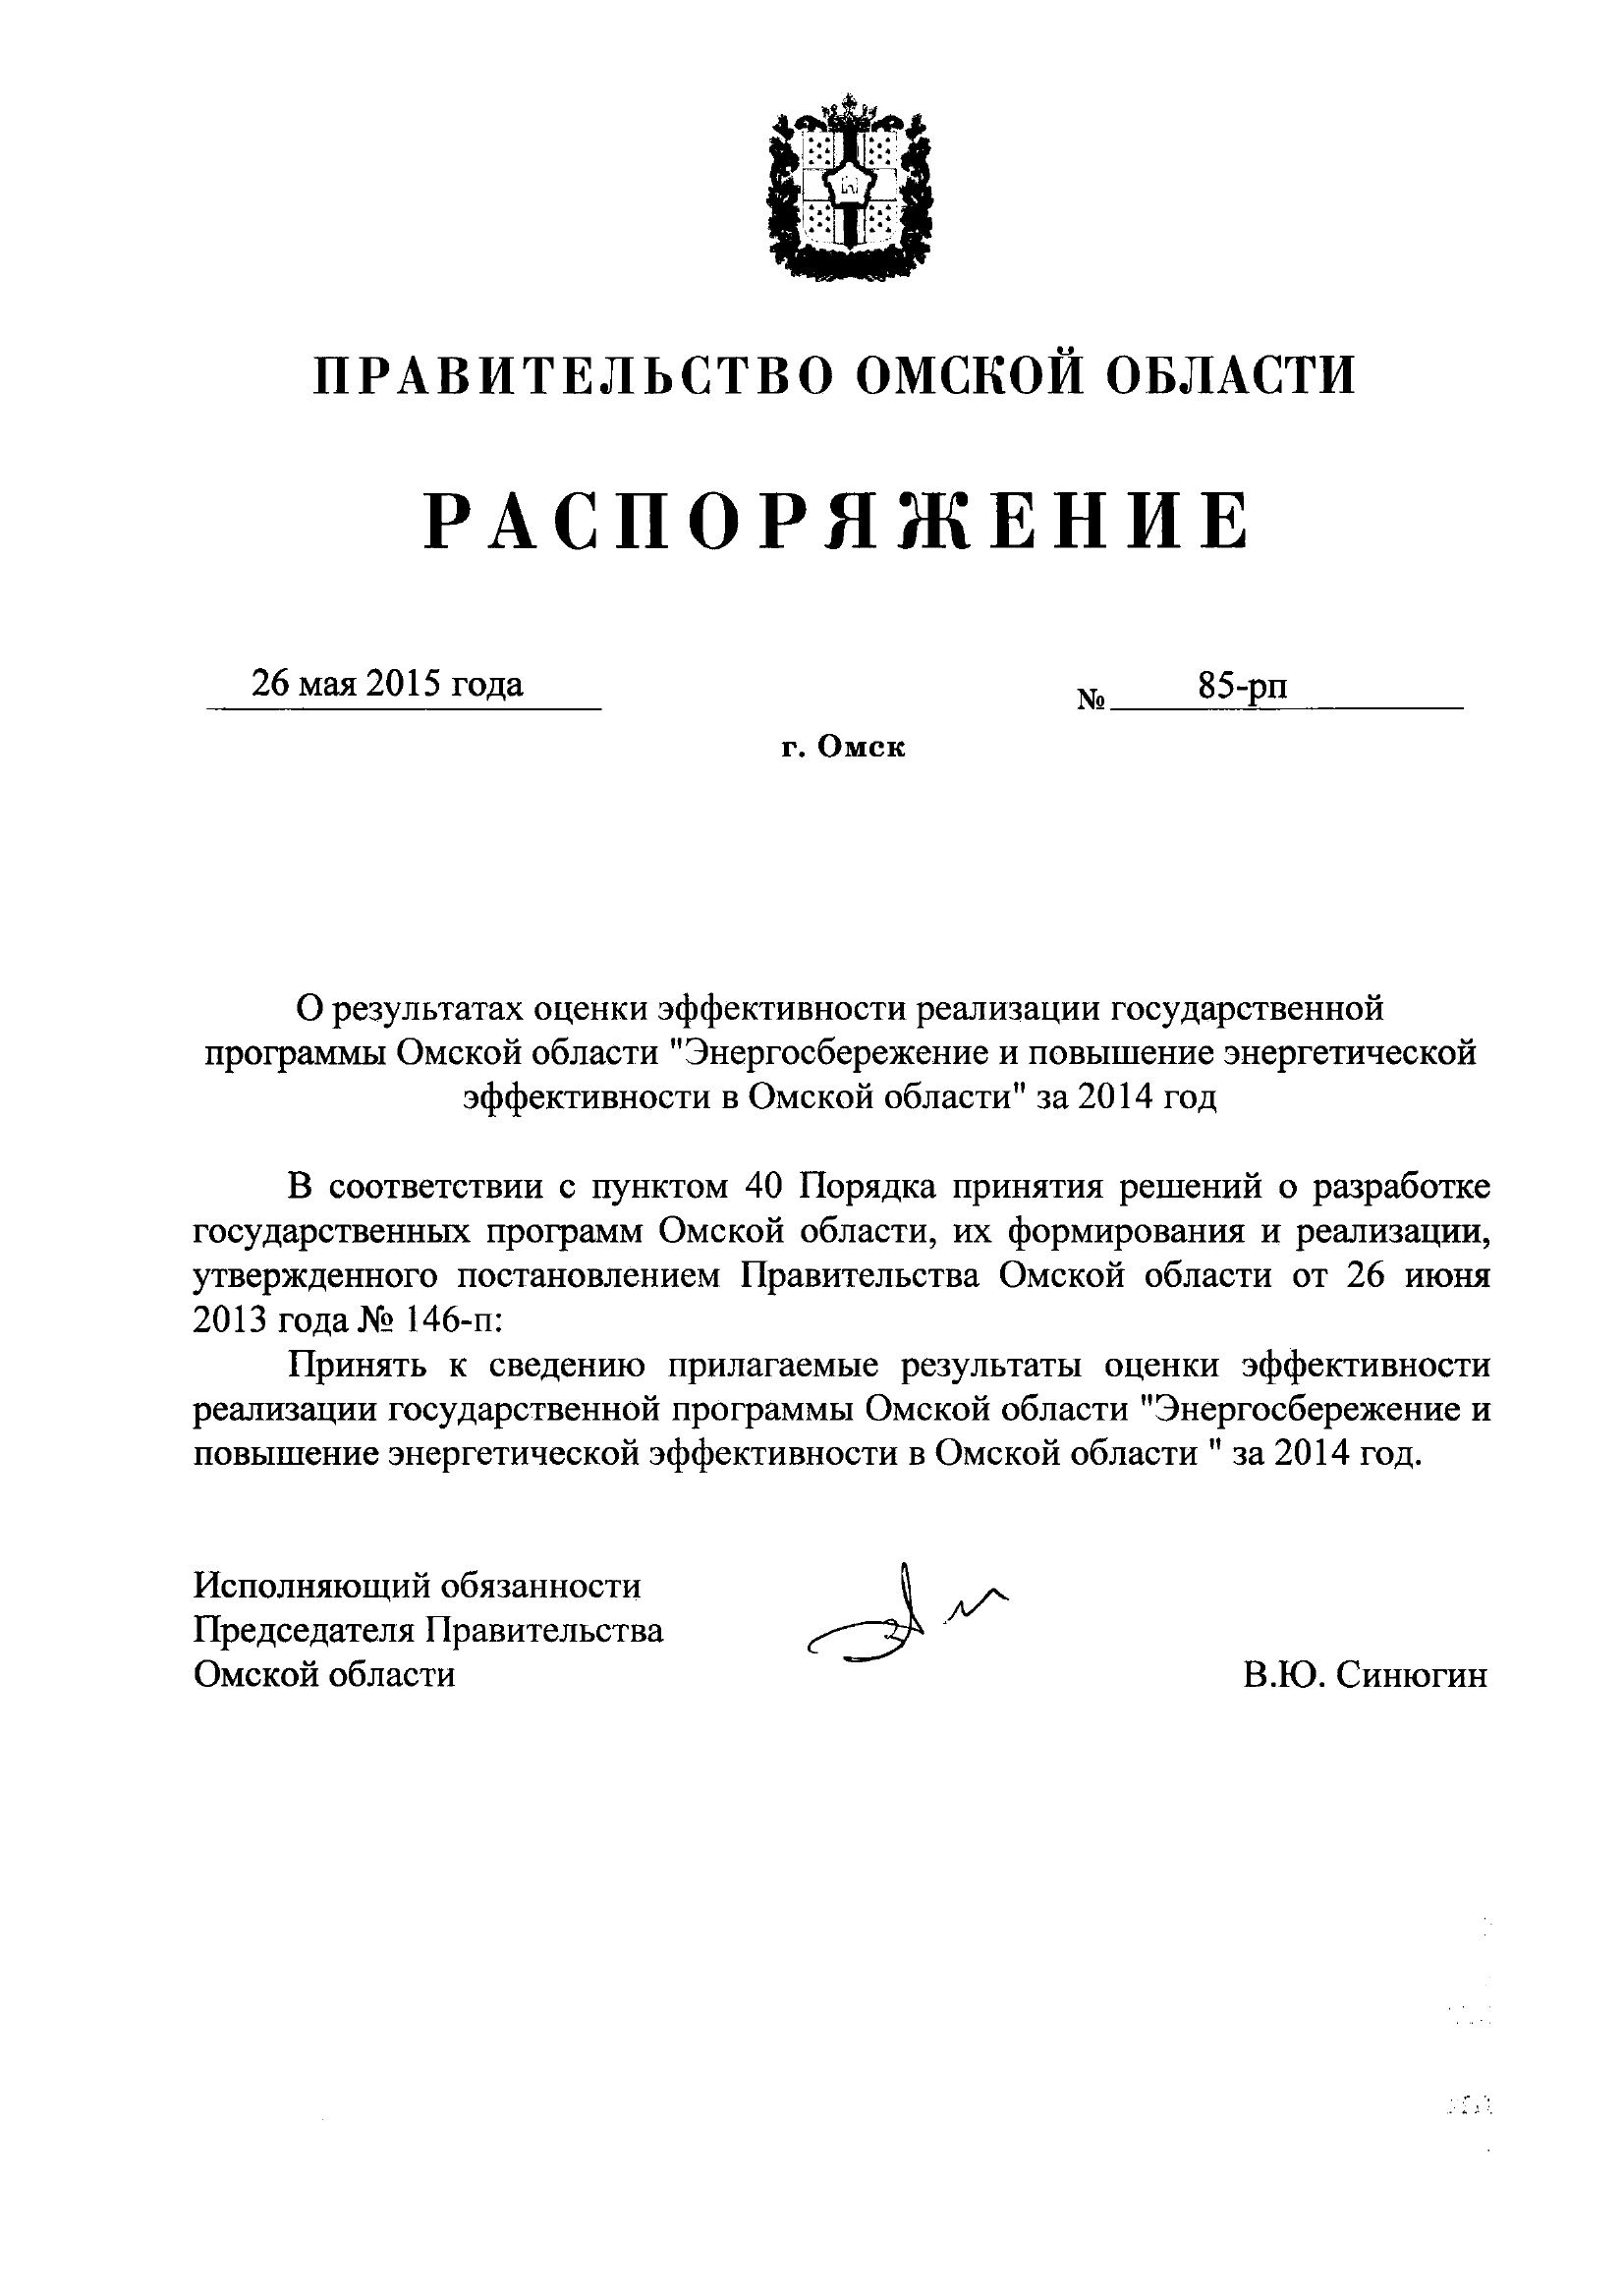 ПРАВИТЕЛЬСТВО ОМСКОЙ ОБЛАСТИ
РАСПОРЯЖЕНИЕ
26 мая 2015 года
№ 85-рп
г. Омск
О результатах оценки эффективности реализации государственной
программы Омской области "Энергосбережение и повышение энергетической
эффективности в Омской области" за 2014 год
В соответствии с пунктом 40 Порядка принятия решений о разработке
государственных программ Омской области, их формирования и реализации,
утвержденного постановлением Правительства Омской области от 26 июня
2013 года № 146-п:
Принять к сведению прилагаемые результаты оценки эффективности
реализации государственной программы Омской области "Энергосбережение и
повышение энергетической эффективности в Омской области " за 2014 год.
Исполняющий обязанности
Председателя Правительства
Омской области
В.Ю. Синюгин